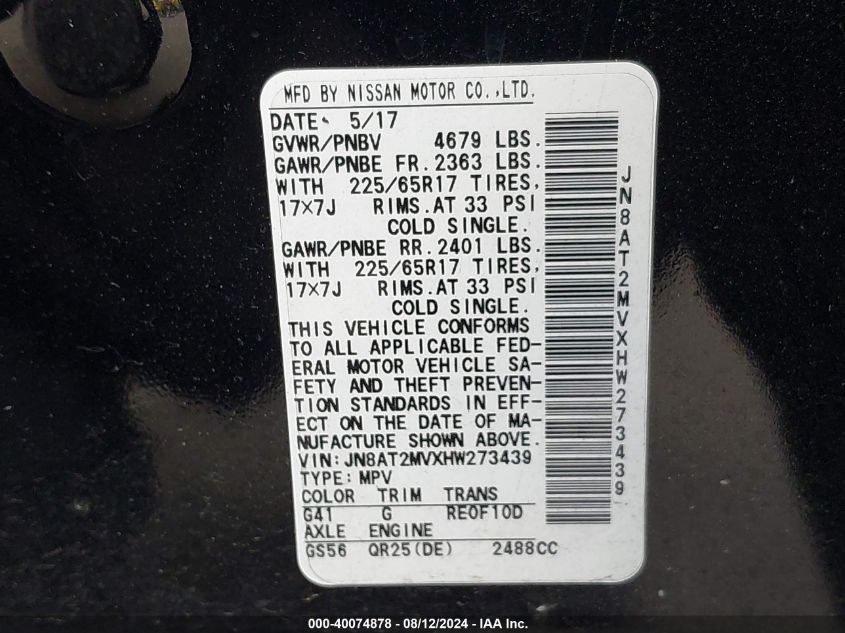 MFD BY NISSAN MOTOR CO.,LTD.
DATE 5/17
GVWR/PNBV 4679 LBS.
GAWR/PNBE FR. 2363 LBS.
WITH 225/65R17 TIRES,
17×7J RIMS.AT 33 PSI
COLD SINGLE.
GAWR/PNBE RR. 2401 LBS.
WITH 225/65R17 TIRES,
17×7J RIMS.AT 33 PSI
COLD SINGLE.
THIS VEHICLE CONFORMS
TO ALL APPLICABLE FED-
ERAL MOTOR VEHICLE SA-
FETY AND THEFT PREVEN-
TION STANDARDS IN EFF-
ECT ON THE DATE OF MA-
NUFACTURE SHOWN ABOVE.
VIN: JN8AT2MVXHW273439
TYPE: MPV
COLOR TRIM TRANS
G41 G RE0F10D
AXLE ENGINE
GS56 QR25(DE) 2488CC
JN8AT2MVXHW273439
000-40074878 - 08/12/2024 - IAA Inc.